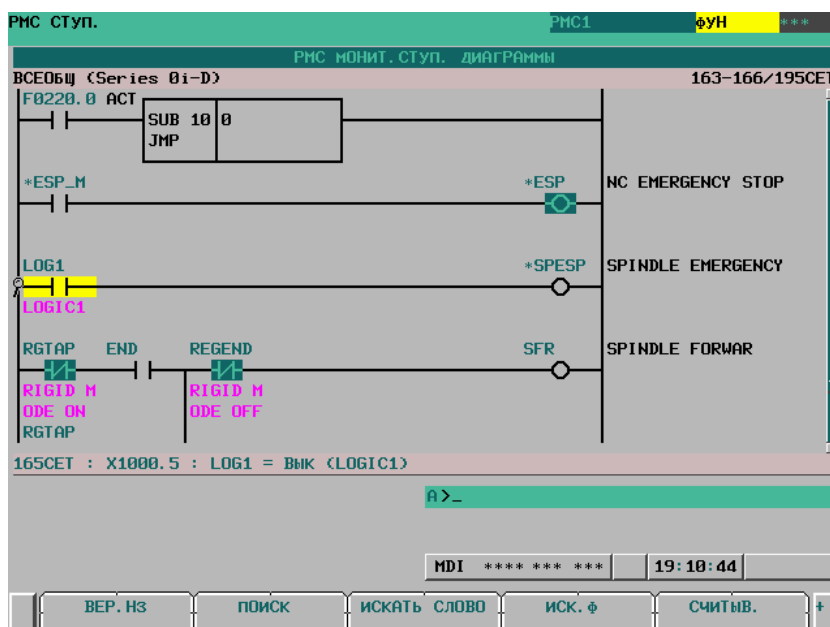 РМС СТуп. РМС1 фУН ***
РМС МОНИТ.СТуп. ДИАГРАММЫ
ВСЕОБЩ (Series 0i-D) 163-166/195СЕТ
F0220.0 ACT
SUB 10 0
JMP
*ESP_M *ESP NC EMERGENCY STOP
LOG1 *SPESP SPINDLE EMERGENCY
LOGIC1
RGTAP END REGEND SFR SPINDLE FORWAR
RIGID M RIGID M
ODE ON ODE OFF
RGTAP
165СЕТ : X1000.5 : LOG1 = Вык (LOGIC1)
A>_
MDI **** *** *** 19:10:44
ВЕР.Нз ПОИСК ИСКАТЬ СЛОВО ИСК.ф СЧИТЫВ. +